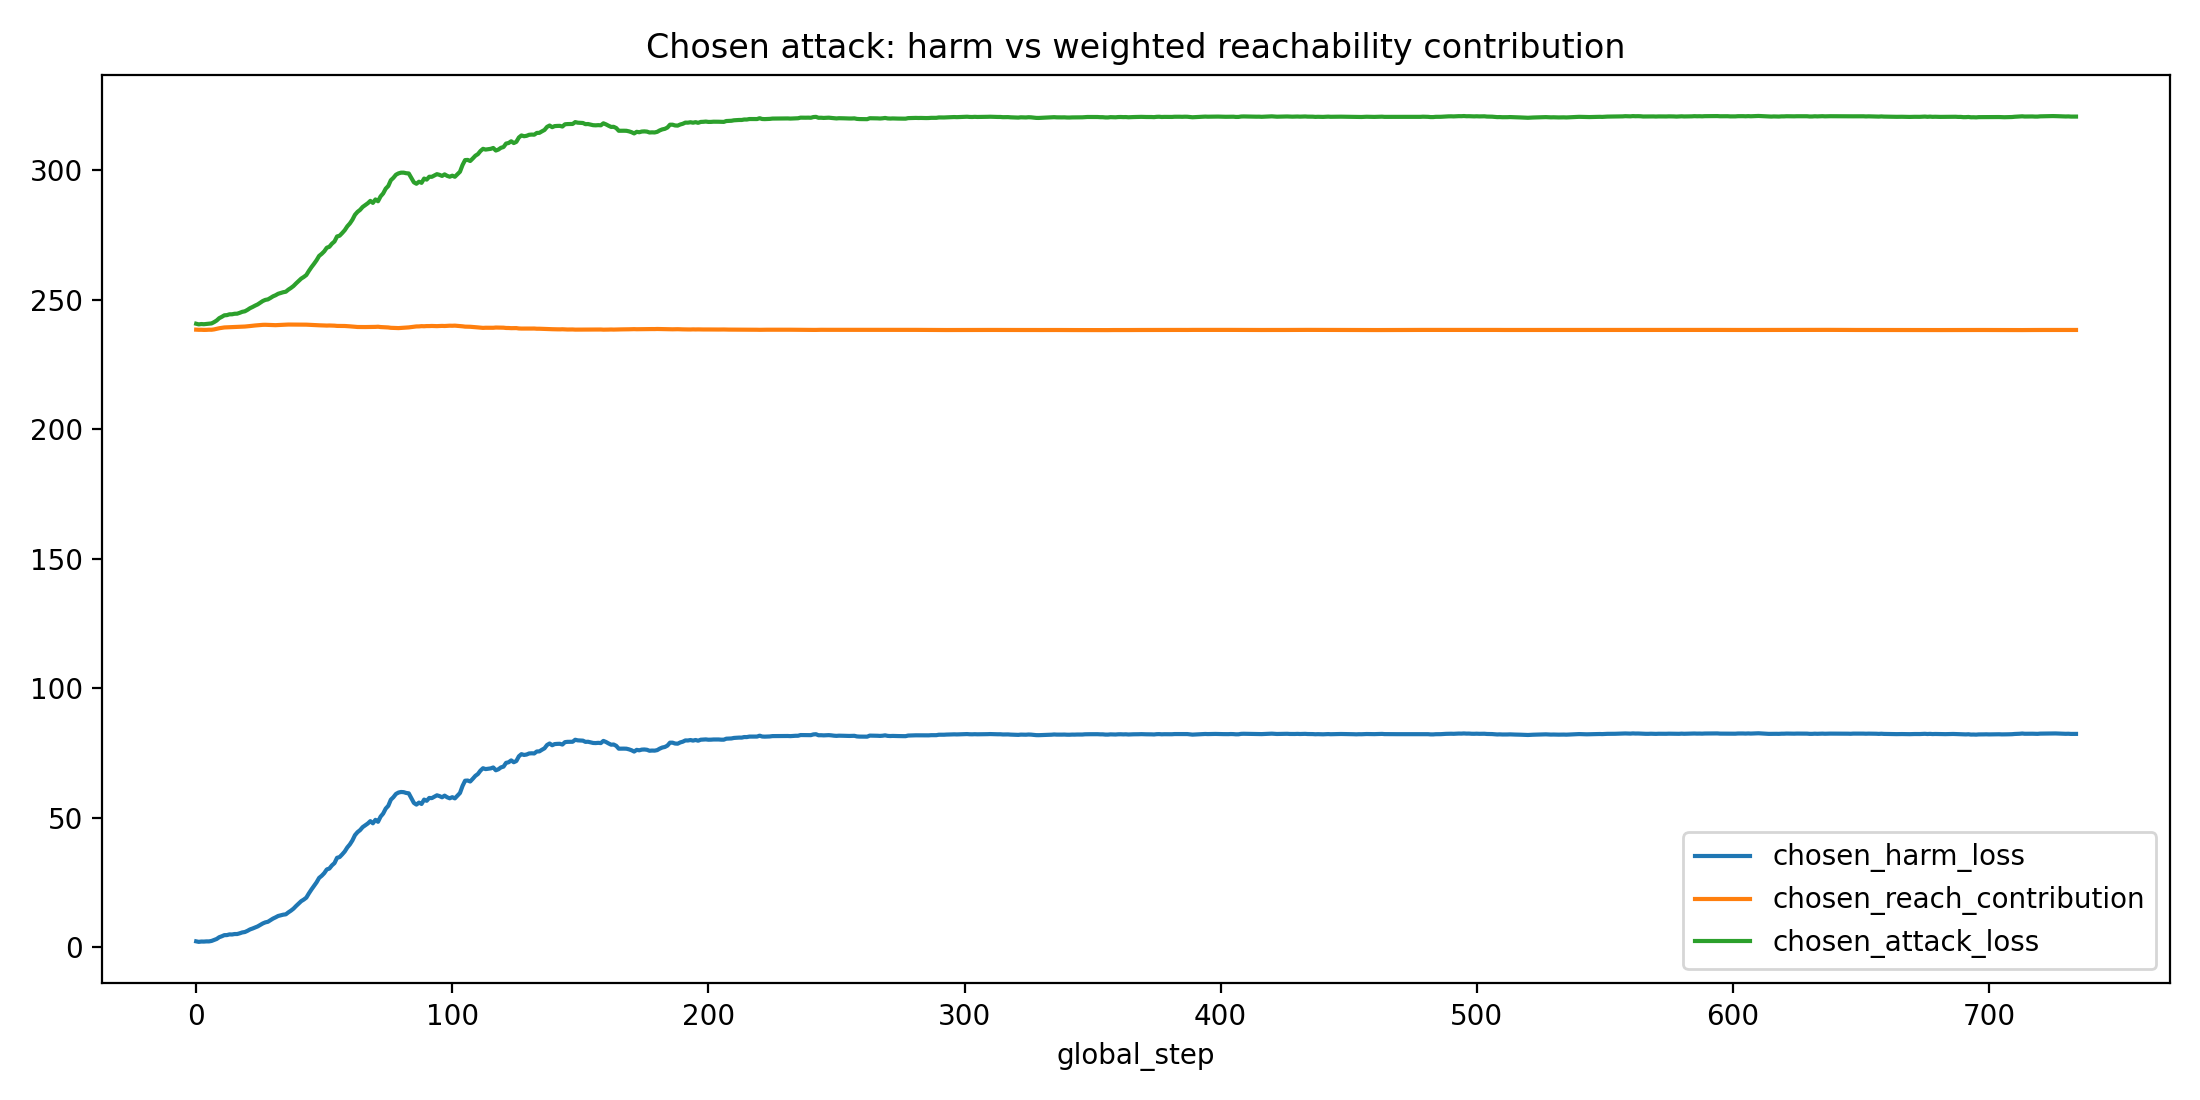 Chosen attack: harm vs weighted reachability contribution
300
250
200
150
100
50
0
0 100 200 300 400 500 600 700
global_step
chosen_harm_loss
chosen_reach_contribution
chosen_attack_loss